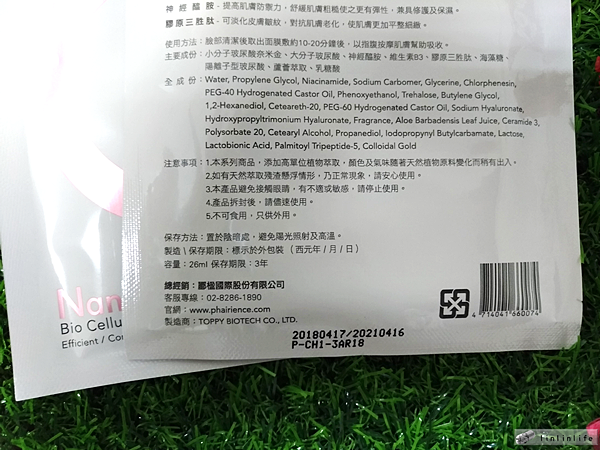 神 經 醯 胺 - 提高肌膚防禦力，舒緩肌膚粗糙使之更有彈性，兼具修護及保濕。
膠原三胜肽 - 可淡化皮膚皺紋，對抗肌膚老化，使肌膚更加平整細緻。
使用方法：臉部清潔後取出面膜敷約10-20分鐘後，以指腹按摩肌膚幫助吸收。
主要成份：小分子玻尿酸奈米金、大分子玻尿酸、神經醯胺、維生素B3、膠原三胜肽、海藻糖、
陽離子型玻尿酸、蘆薈萃取、乳糖酸
全 成 份：Water, Propylene Glycol, Niacinamide, Sodium Carbomer, Glycerine, Chlorphenesin,
PEG-40 Hydrogenated Castor Oil, Phenoxyethanol, Trehalose, Butylene Glycol,
1,2-Hexanediol, Ceteareth-20, PEG-60 Hydrogenated Castor Oil, Sodium Hyaluronate,
Hydroxypropyltrimonium Hyaluronate, Fragrance, Aloe Barbadensis Leaf Juice, Ceramide 3,
Polysorbate 20, Cetearyl Alcohol, Propanediol, Iodopropynyl Butylcarbamate, Lactose,
Lactobionic Acid, Palmitoyl Tripeptide-5, Colloidal Gold
注意事項：1.本系列商品，添加高單位植物萃取，顏色及氣味隨著天然植物原料變化而稍有出入。
2.如有天然萃取殘渣懸浮情形，乃正常現象，請安心使用。
3.本產品避免接觸眼睛，有不適或敏感，請停止使用。
4.產品拆封後，請儘速使用。
5.不可食用，只供外用。
保存方法：置於陰暗處，避免陽光照射及高溫。
製造 \ 保存期限：標示於外包裝 （西元年 / 月 / 日）
容量：26ml 保存期限：3年
總經銷：郻楹國際股份有限公司
客服專線：02-8286-1890
官網：www.phairience.com
製造商：TOPPY BIOTECH CO., LTD.
20180417/20210416
P-CH1-3AR18
4 714041 660074
Nan
Bio Cellu
Efficient / Con
linlinlife